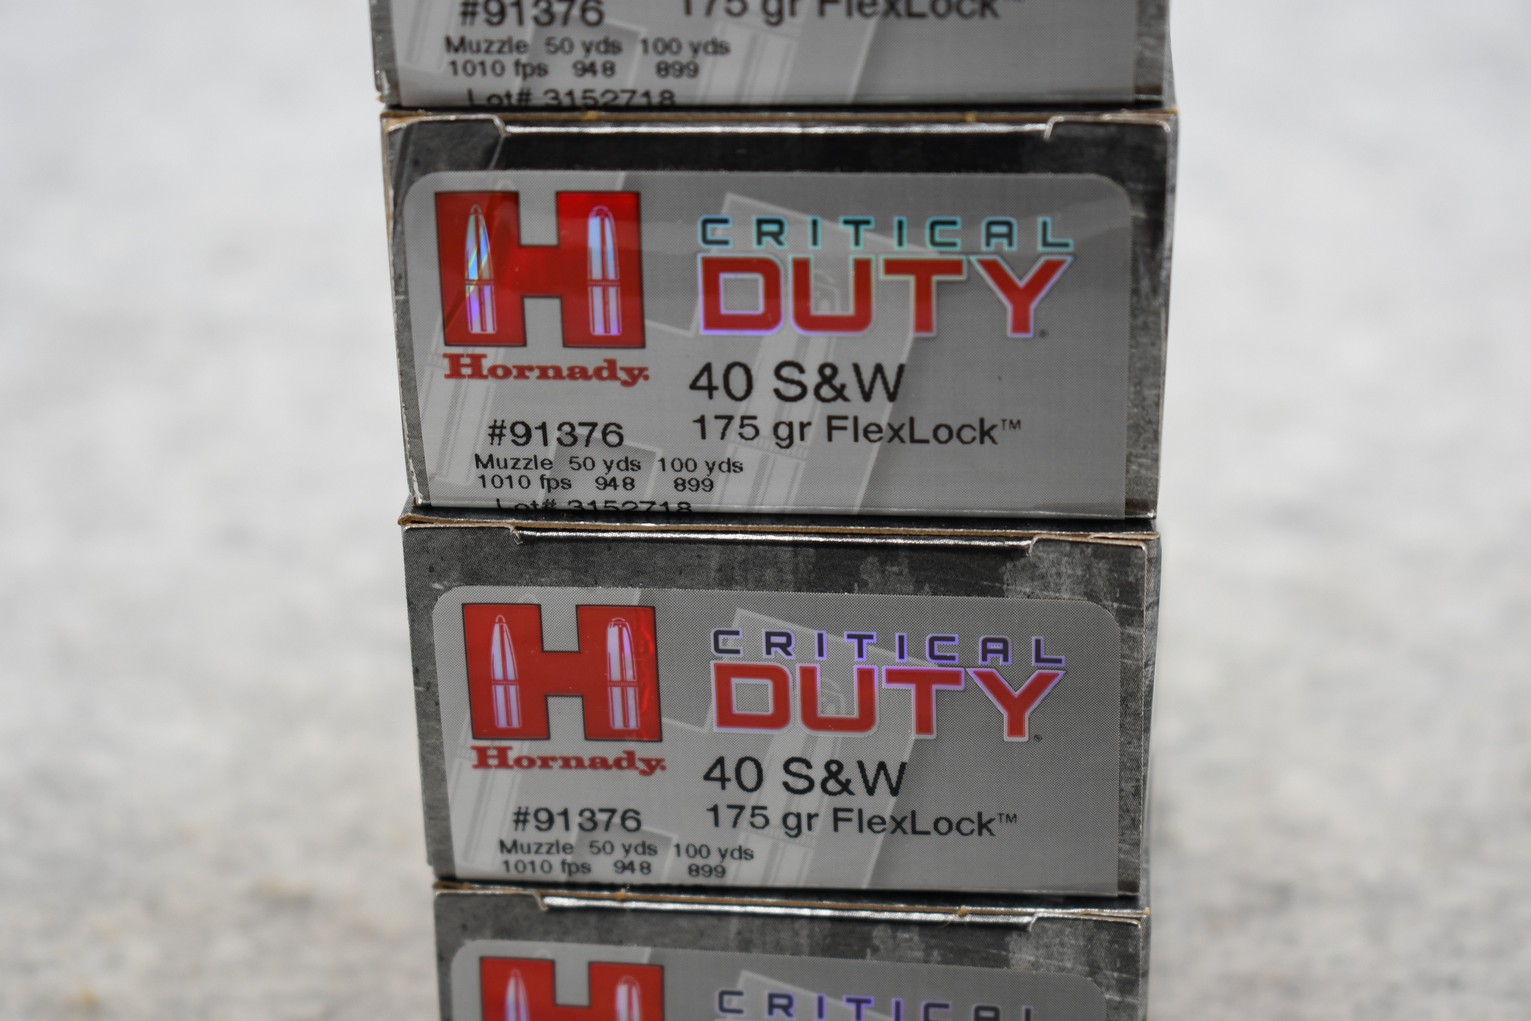 #91376 175 gr FlexLock™
Muzzle 50 yds 100 yds
1010 fps 948 899
Lot# 3152718
CRITICAL
DUTY
Hornady.
40 S&W
175 gr FlexLock™
#91376
Muzzle 50 yds 100 yds
1010 fps 948 899
Lot# 3152718
CRITICAL
DUTY
Hornady.
40 S&W
175 gr FlexLock™
#91376
Muzzle 50 yds 100 yds
1010 fps 948 899
CRITICAL